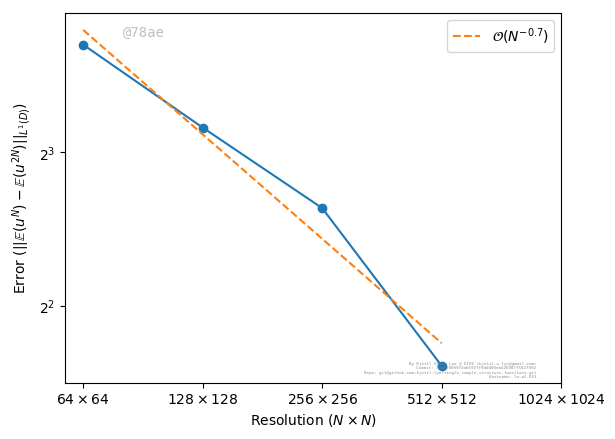 @78ae
O(N^{-0.7})
Error (||𝔼(u^N) − 𝔼(u^{2N})||_{L^1(D)})
2^3
2^2
64 × 64
128 × 128
256 × 256
512 × 512
1024 × 1024
Resolution (N × N)